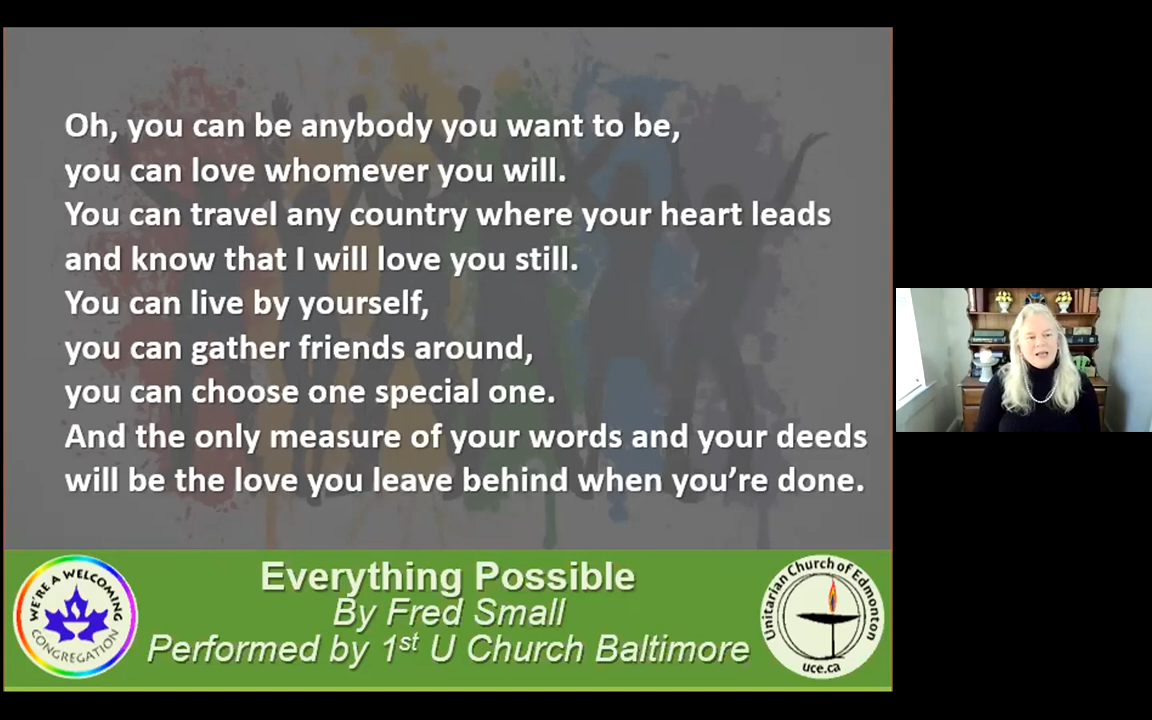 Oh, you can be anybody you want to be,
you can love whomever you will.
You can travel any country where your heart leads
and know that I will love you still.
You can live by yourself,
you can gather friends around,
you can choose one special one.
And the only measure of your words and your deeds
will be the love you leave behind when you’re done.
WE'RE A WELCOMING
CONGREGATION
Everything Possible
By Fred Small
Performed by 1st U Church Baltimore
Unitarian Church of Edmonton
uce.ca